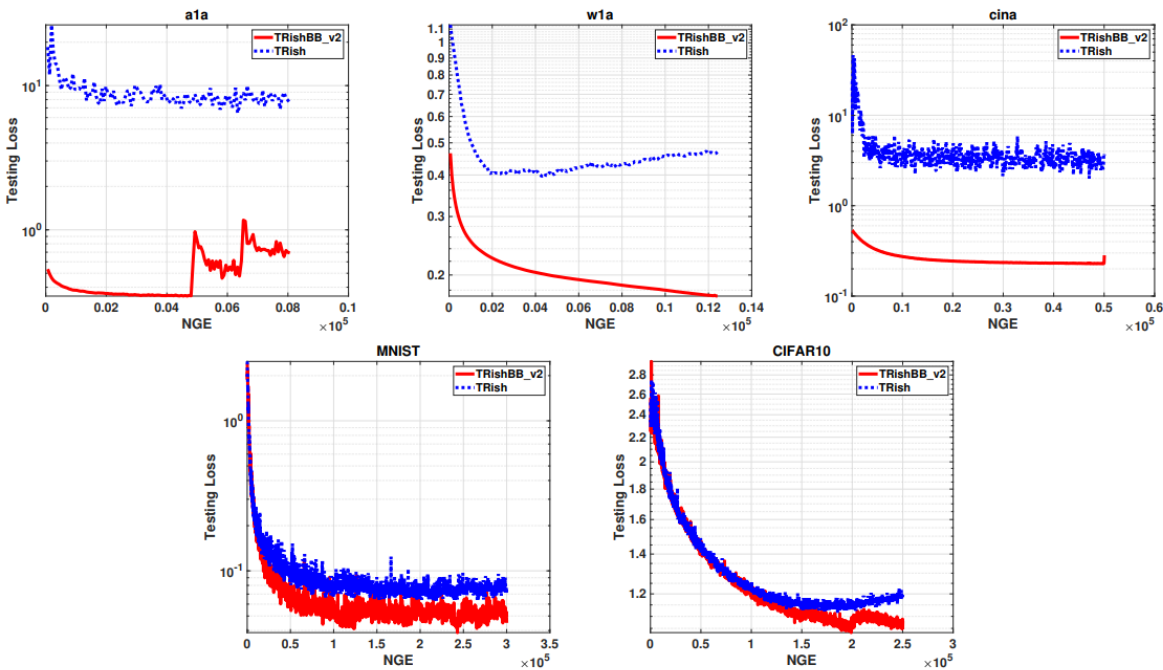 a1a
TRishBB_v2
TRish
10^1
10^0
Testing Loss
0 0.02 0.04 0.06 0.08 0.1
NGE
×10^5
w1a
TRishBB_v2
TRish
1.1
1
0.9
0.8
0.7
0.6
0.5
0.4
0.3
0.2
Testing Loss
0 0.02 0.04 0.06 0.08 0.1 0.12 0.14
NGE
×10^5
cina
TRishBB_v2
TRish
10^2
10^1
10^0
10^-1
Testing Loss
0 0.1 0.2 0.3 0.4 0.5 0.6
NGE
×10^5
MNIST
TRishBB_v2
TRish
10^0
10^-1
Testing Loss
0 0.5 1 1.5 2 2.5 3 3.5
NGE
×10^5
CIFAR10
TRishBB_v2
TRish
2.8
2.6
2.4
2.2
2
1.8
1.6
1.4
1.2
Testing Loss
0 0.5 1 1.5 2 2.5 3
NGE
×10^5